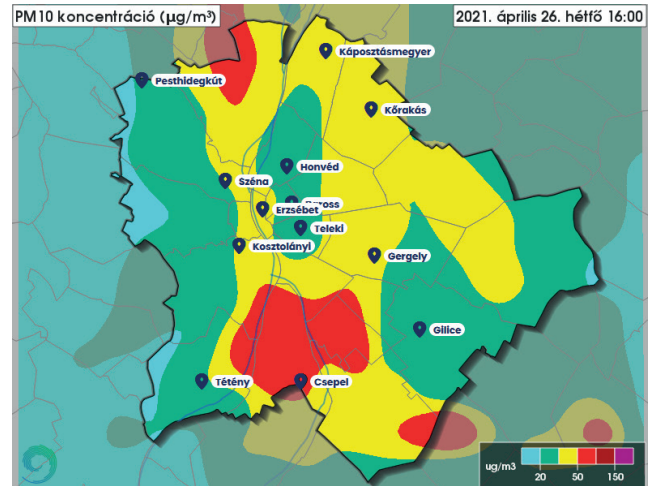 PM10 koncentráció (µg/m³)
2021. április 26. hétfő 16:00
Káposztásmegyer
Pesthidegkút
Kőrakás
Honvéd
Széna
Erzsébet
Teleki
Kosztolányi
Gergely
Gilice
Tétény
Csepel
ug/m3
20 50 150